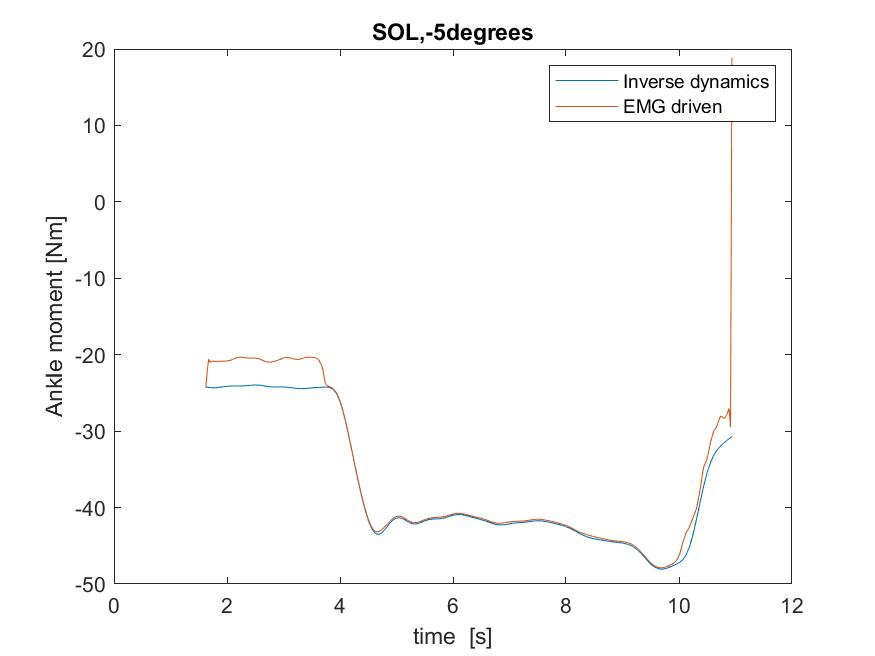 SOL,-5degrees
20
10
0
-10
-20
-30
-40
-50
Ankle moment [Nm]
Inverse dynamics
EMG driven
0 2 4 6 8 10 12
time [s]